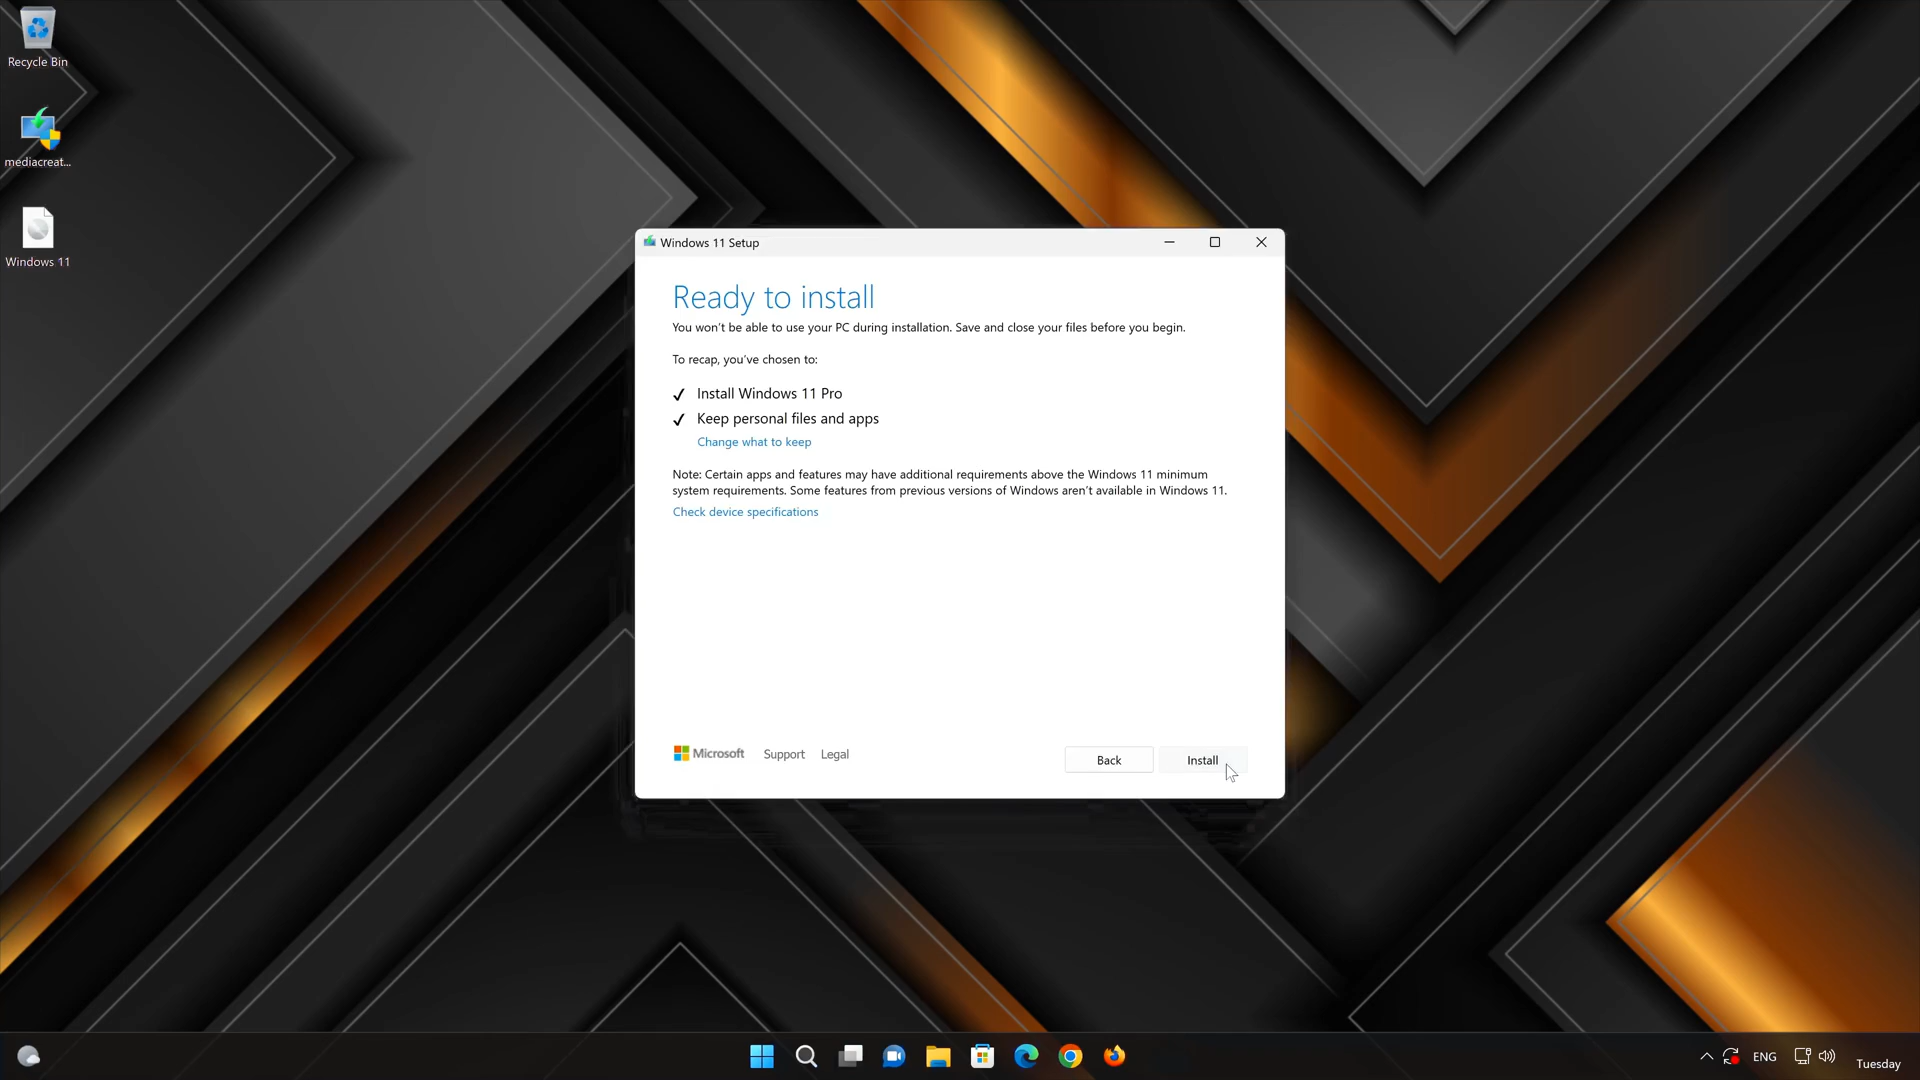 Recycle Bin
mediacreat...
Windows 11
Windows 11 Setup
Ready to install
You won't be able to use your PC during installation. Save and close your files before you begin.
To recap, you've chosen to:
Install Windows 11 Pro
Keep personal files and apps
Change what to keep
Note: Certain apps and features may have additional requirements above the Windows 11 minimum
system requirements. Some features from previous versions of Windows aren't available in Windows 11.
Check device specifications
Microsoft Support Legal
Back Install
ENG
Tuesday